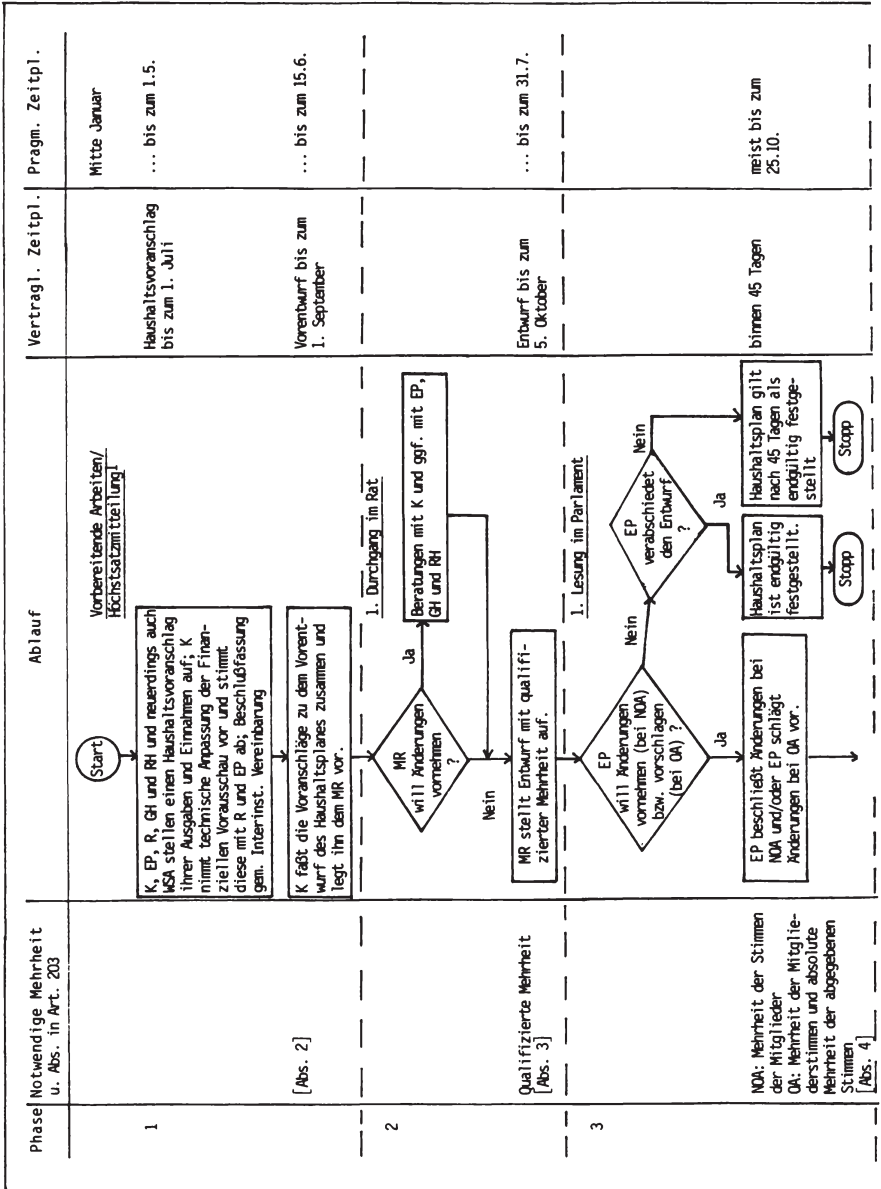 Phase
Notwendige Mehrheit
u. Abs. in Art. 203
Ablauf
Vertragl. Zeitpl.
Pragm. Zeitpl.
1
Start
Vorbereitende Arbeiten/
Höchstsatzmitteilung1
Mitte Januar
K, EP, R, GH und RH und neuerdings auch
WSA stellen einen Haushaltsvoranschlag
ihrer Ausgaben und Einnahmen auf; K
nimmt technische Anpassung der Finan-
ziellen Vorausschau vor und stimmt
diese mit R und EP ab; Beschlußfassung
gem. Interinst. Vereinbarung
Haushaltsvoranschlag
bis zum 1. Juli
... bis zum 1.5.
[Abs. 2]
K faßt die Voranschläge zu dem Vorent-
wurf des Haushaltsplanes zusammen und
legt ihn dem MR vor.
Vorentwurf bis zum
1. September
... bis zum 15.6.
2
1. Durchgang im Rat
MR
will Änderungen
vornehmen
?
Ja
Beratungen mit K und ggf. mit EP,
GH und RH
Nein
Qualifizierte Mehrheit
[Abs. 3]
MR stellt Entwurf mit qualifi-
zierter Mehrheit auf.
Entwurf bis zum
5. Oktober
... bis zum 31.7.
3
1. Lesung im Parlament
EP
will Änderungen
vornehmen (bei NOA)
bzw. vorschlagen
(bei OA) ?
Nein
EP
verabschiedet
den Entwurf
?
Nein
Ja
Ja
NOA: Mehrheit der Stimmen
der Mitglieder
OA: Mehrheit der Mitglie-
derstimmen und absolute
Mehrheit der abgegebenen
Stimmen
[Abs. 4]
EP beschließt Änderungen bei
NOA und/oder EP schlägt
Änderungen bei OA vor.
Haushaltsplan
ist endgültig
festgestellt.
Stopp
Haushaltsplan gilt
nach 45 Tagen als
endgültig festge-
stellt
Stopp
binnen 45 Tagen
meist bis zum
25.10.